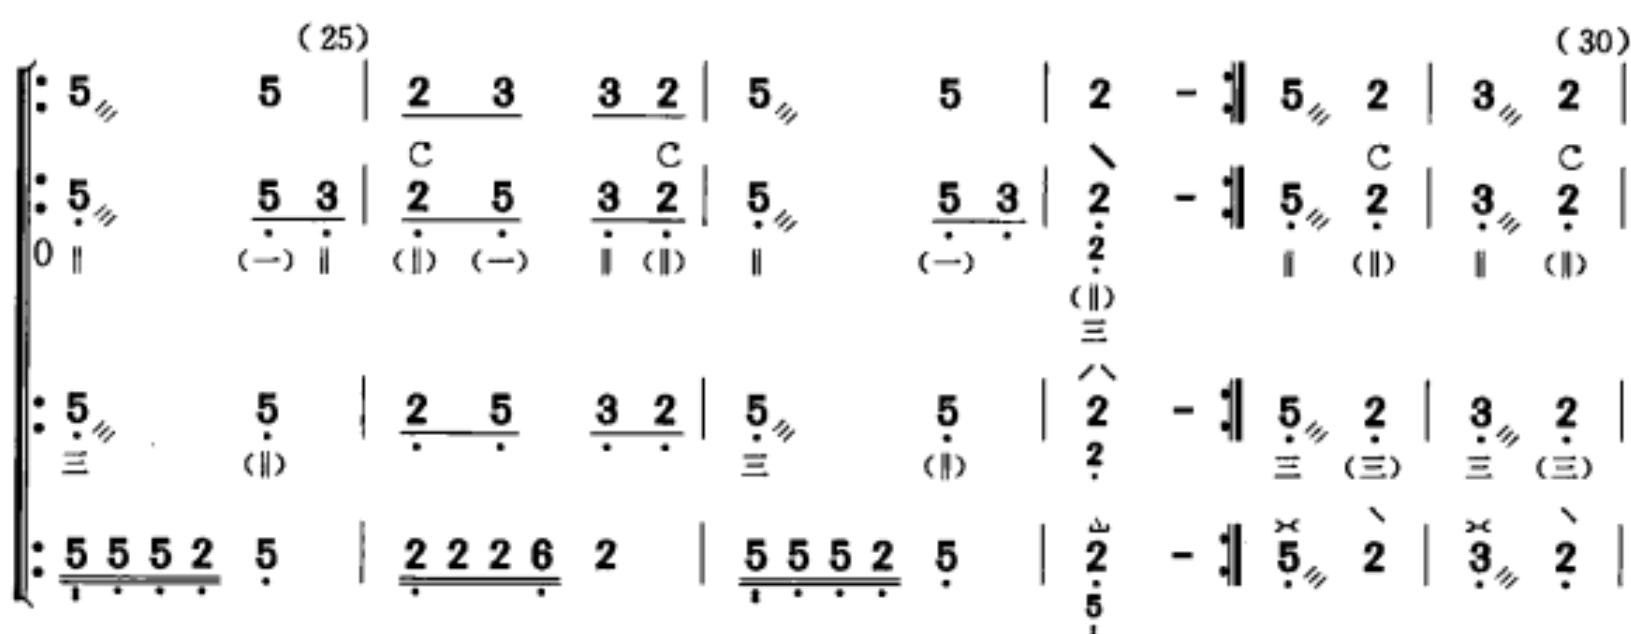 (25) (30)
5 5 | 2 3 3 2 | 5 5 | 2 - 5 2 | 3 2 |
C C C C
5 5 3 | 2 5 3 2 | 5 5 3 | 2 - 5 2 | 3 2 |
2
0 ‖ (一) ‖ (‖) (一) ⦀ (‖) ‖ (一) ‖ (‖) ‖ (‖)
(‖)
三
5 5 | 2 5 3 2 | 5 5 | 2 - 5 2 | 3 2 |
2
三 (‖) 三 (‖) 三 (三) 三 (三)
5 5 5 2 5 | 2 2 2 6 2 | 5 5 5 2 5 | 2 - 5 2 | 3 2 |
5